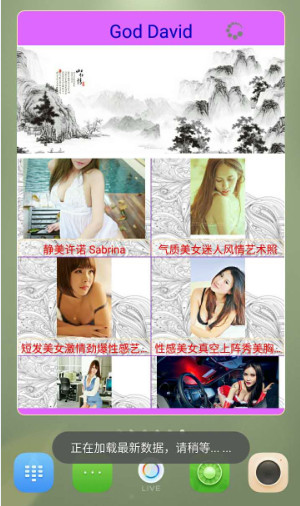 God David
静美许诺 Sabrina
气质美女迷人风情艺术照
短发美女激情劲爆性感艺...
性感美女真空上阵秀美胸...
正在加载最新数据，请稍等... ...
LIVE